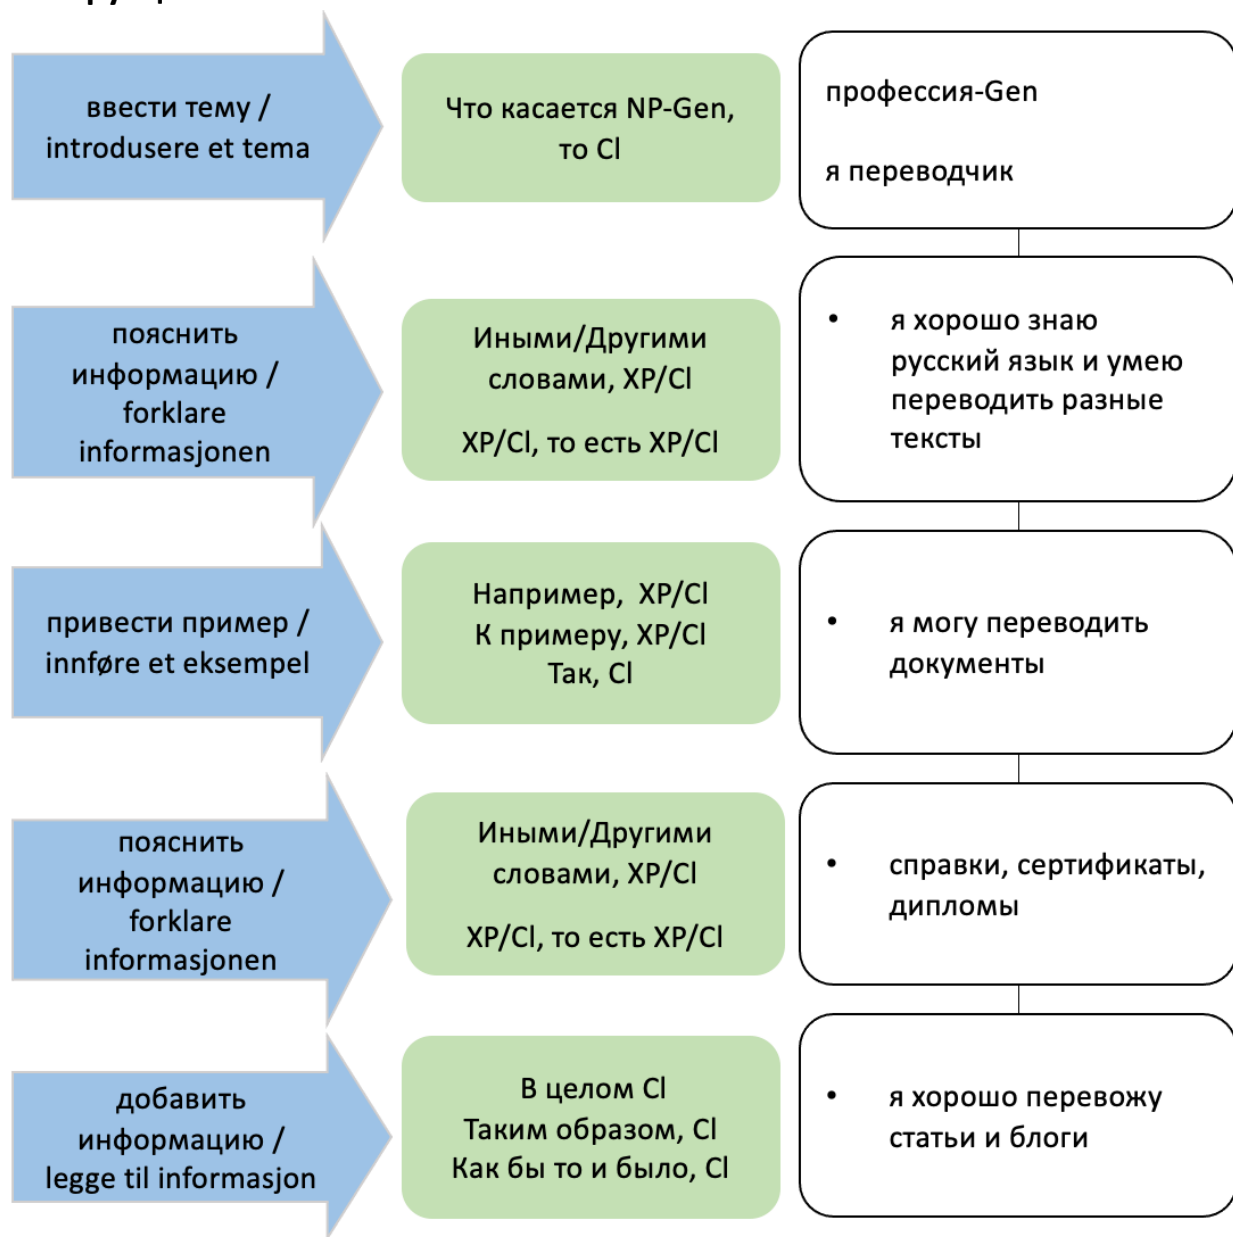 ввести тему /
introdusere et tema
Что касается NP-Gen,
то Cl
профессия-Gen
я переводчик
пояснить
информацию /
forklare
informasjonen
Иными/Другими
словами, XP/Cl
XP/Cl, то есть XP/Cl
• я хорошо знаю
русский язык и умею
переводить разные
тексты
привести пример /
innføre et eksempel
Например, XP/Cl
К примеру, XP/Cl
Так, Cl
• я могу переводить
документы
пояснить
информацию /
forklare
informasjonen
Иными/Другими
словами, XP/Cl
XP/Cl, то есть XP/Cl
• справки, сертификаты,
дипломы
добавить
информацию /
legge til informasjon
В целом Cl
Таким образом, Cl
Как бы то и было, Cl
• я хорошо перевожу
статьи и блоги